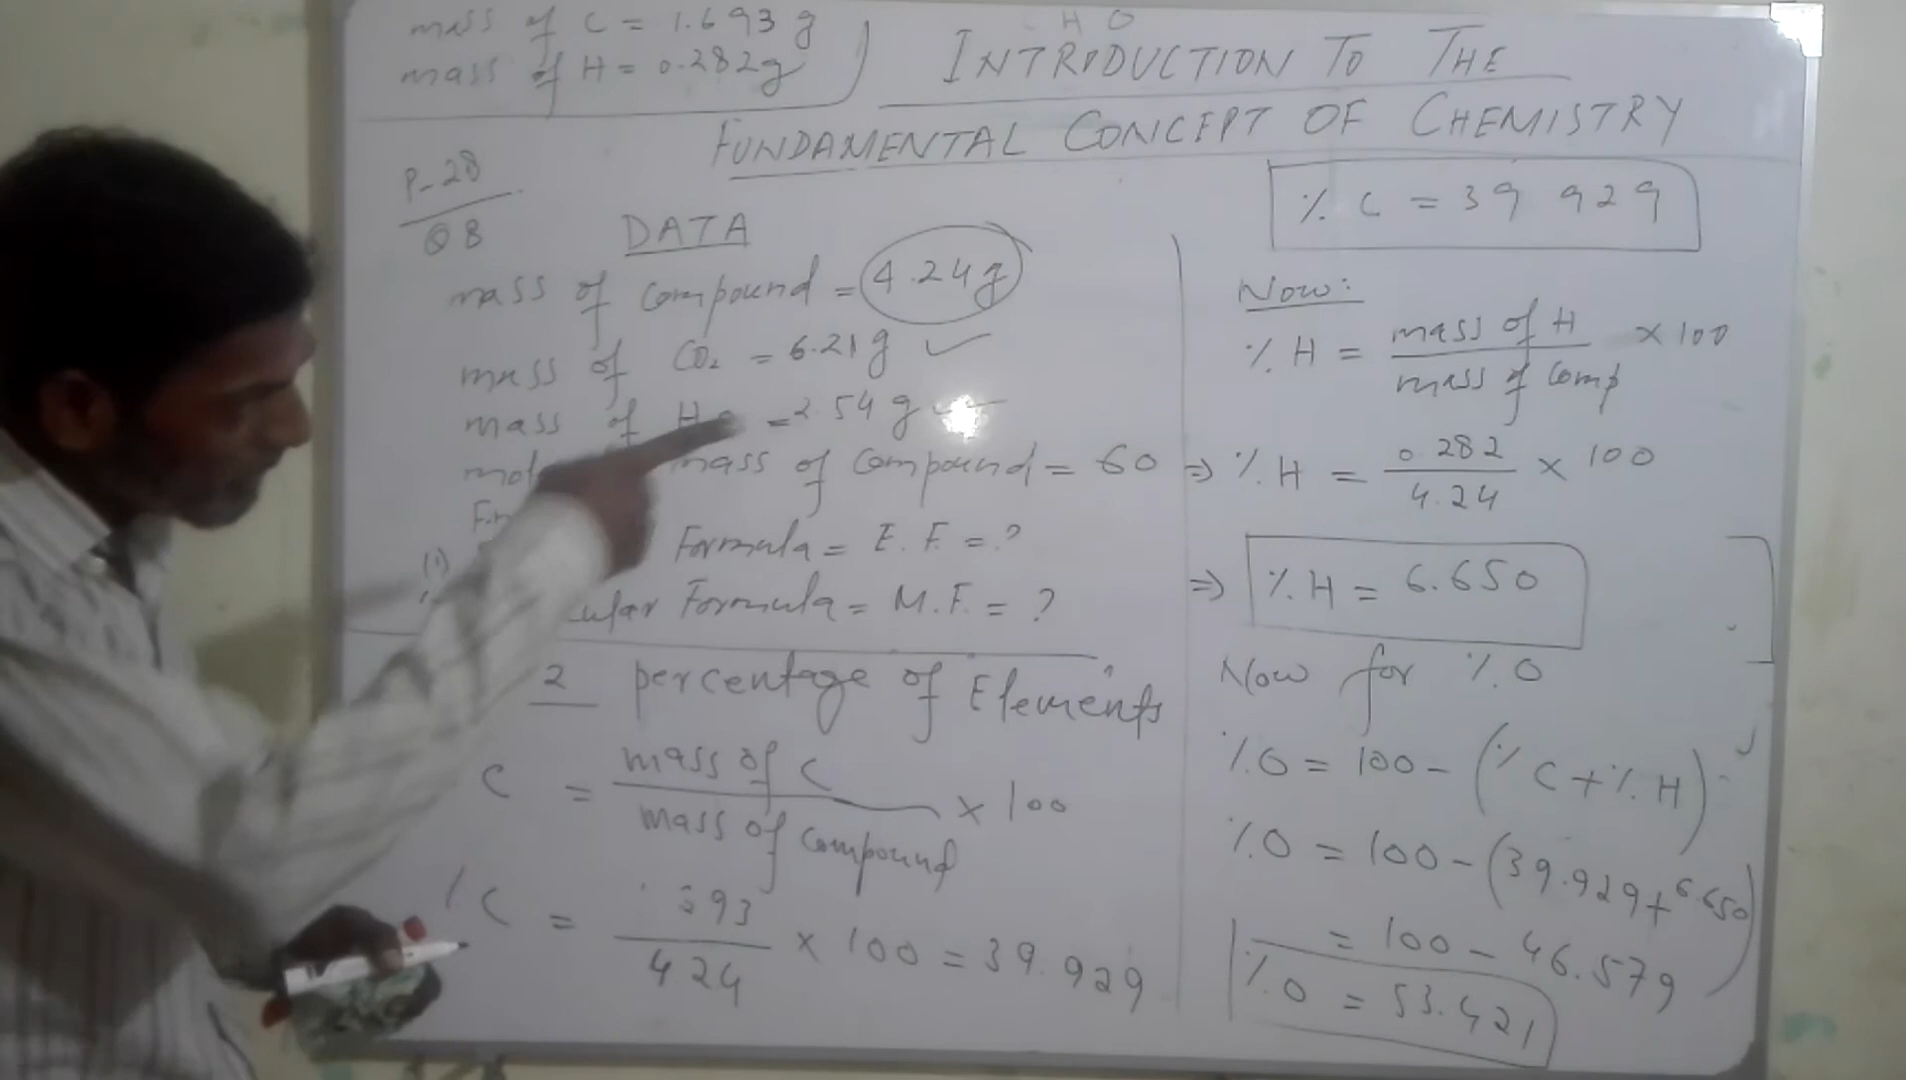 mass of C = 1.693 g
mass of H = 0.282g
H O
INTRODUCTION TO THE
FUNDAMENTAL CONCEPT OF CHEMISTRY
P-28
Q8
DATA
mass of compound = 4.24g
mass of CO₂ = 6.21g
mass of H = 2.54 g
mass of compound = 60
Formula = E.F. = ?
Formula = M.F. = ?
2 percentage of Elements
C = mass of C / mass of compound × 100
% C = 693 / 4.24 × 100 = 39.929
% C = 39 929
Now:
% H = mass of H / mass of comp × 100
⇒ % H = 0.282 / 4.24 × 100
⇒ % H = 6.650
Now for % O
% O = 100 - (% C + % H)
% O = 100 - (39.929 + 6.650)
= 100 - 46.579
% O = 53.421